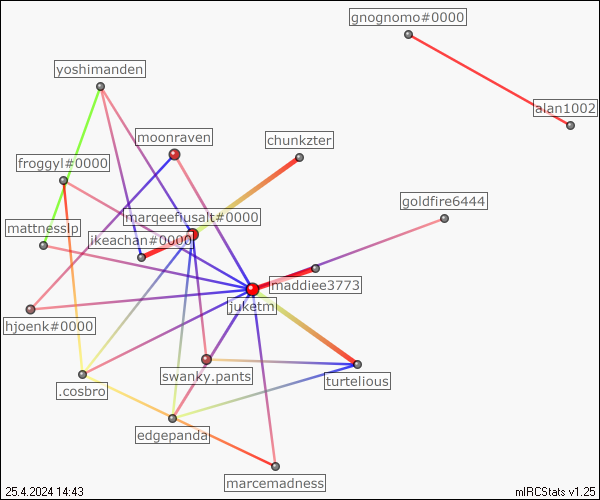 gnognomo#0000
yoshimanden
alan1002
moonraven
chunkzter
froggyl#0000
goldfire6444
marqeefiusalt#0000
mattnesslp
ikeachan#0000
maddiee3773
juketm
hjoenk#0000
swanky.pants
turtelious
.cosbro
edgepanda
marcemadness
25.4.2024 14:43
mIRCStats v1.25